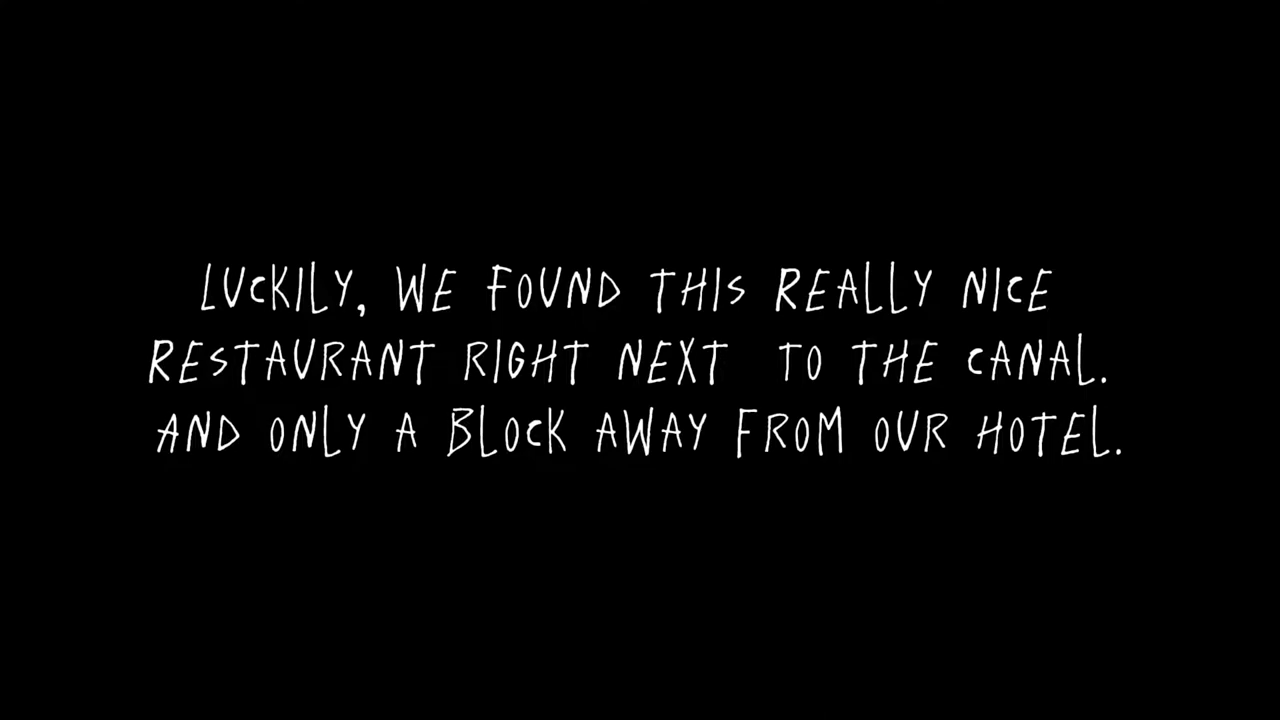 LUCKILY, WE FOUND THIS REALLY NICE
RESTAURANT RIGHT NEXT  TO THE CANAL.
AND ONLY A BLOCK AWAY FROM OUR HOTEL.